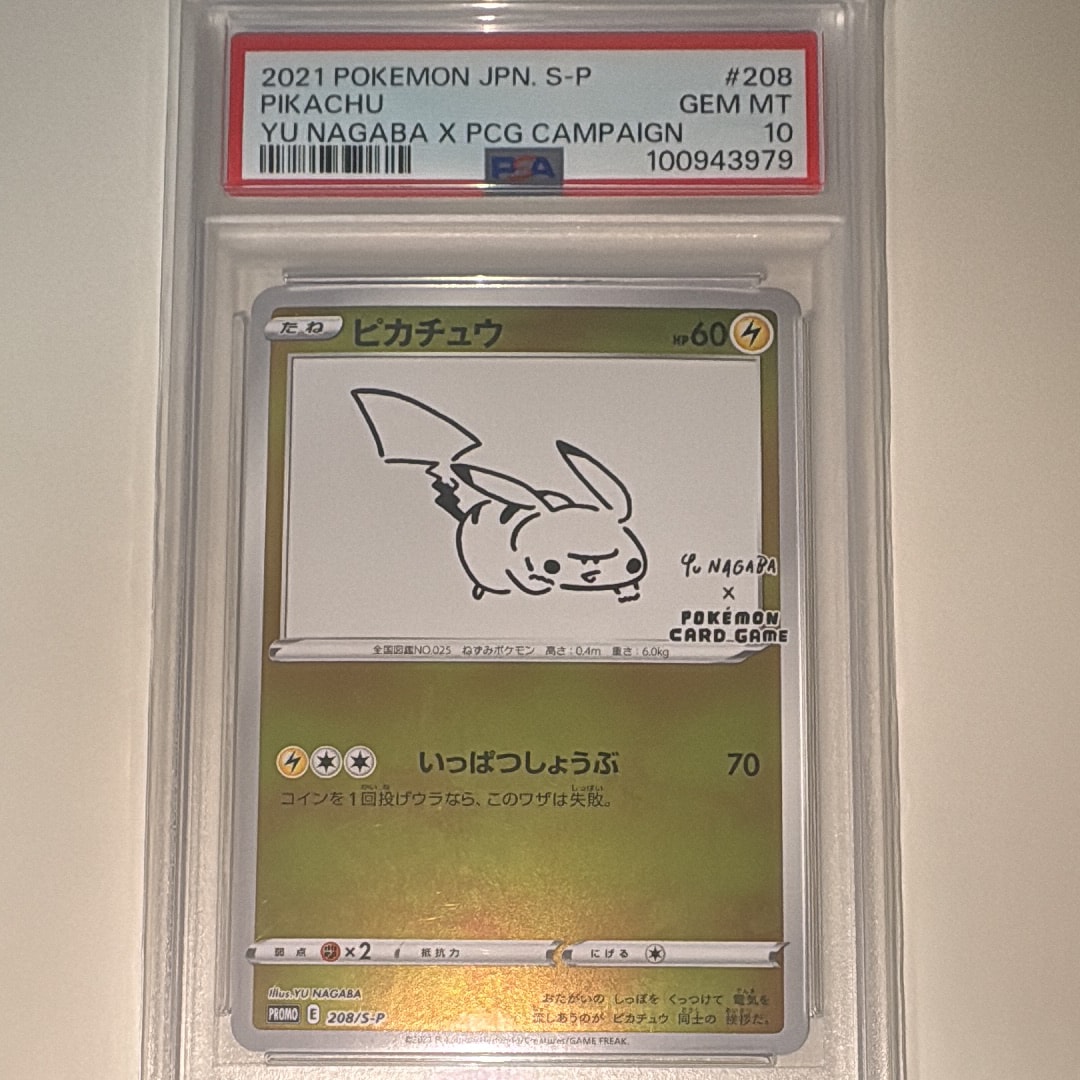 2021 POKEMON JPN. S-P #208
PIKACHU GEM MT
YU NAGABA X PCG CAMPAIGN 10
PSA 100943979
たね ピカチュウ HP60
YU NAGABA
×
POKÉMON
CARD GAME
全国図鑑NO.025 ねずみポケモン 高さ:0.4m 重さ:6.0kg
いっぱつしょうぶ 70
コインを1回投げウラなら、このワザは失敗。
弱点 ×2 抵抗力 にげる
Illus. YU NAGABA
おたがいの しっぽを くっつけて 電気を
PROMO E 208/S-P
流しあうのが ピカチュウ 同士の 挨拶だ。
GAME FREAK.